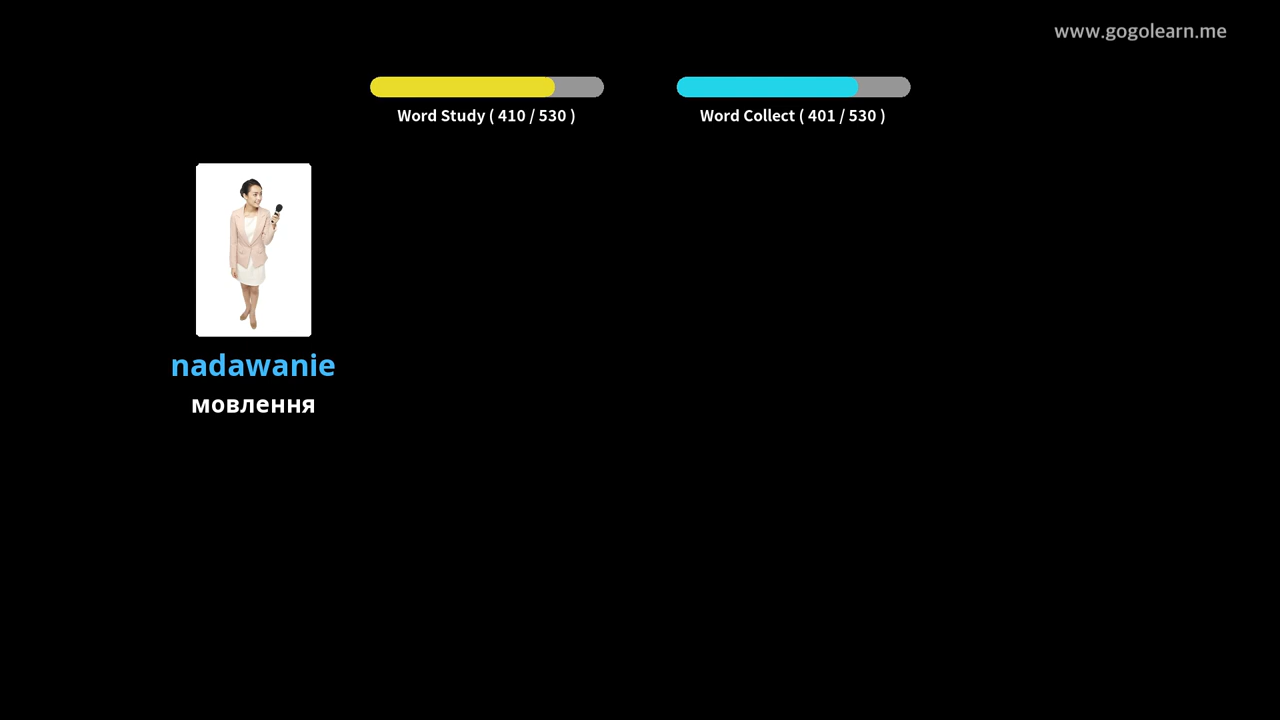 www.gogolearn.me
Word Study ( 410 / 530 )
Word Collect ( 401 / 530 )
nadawanie
мовлення